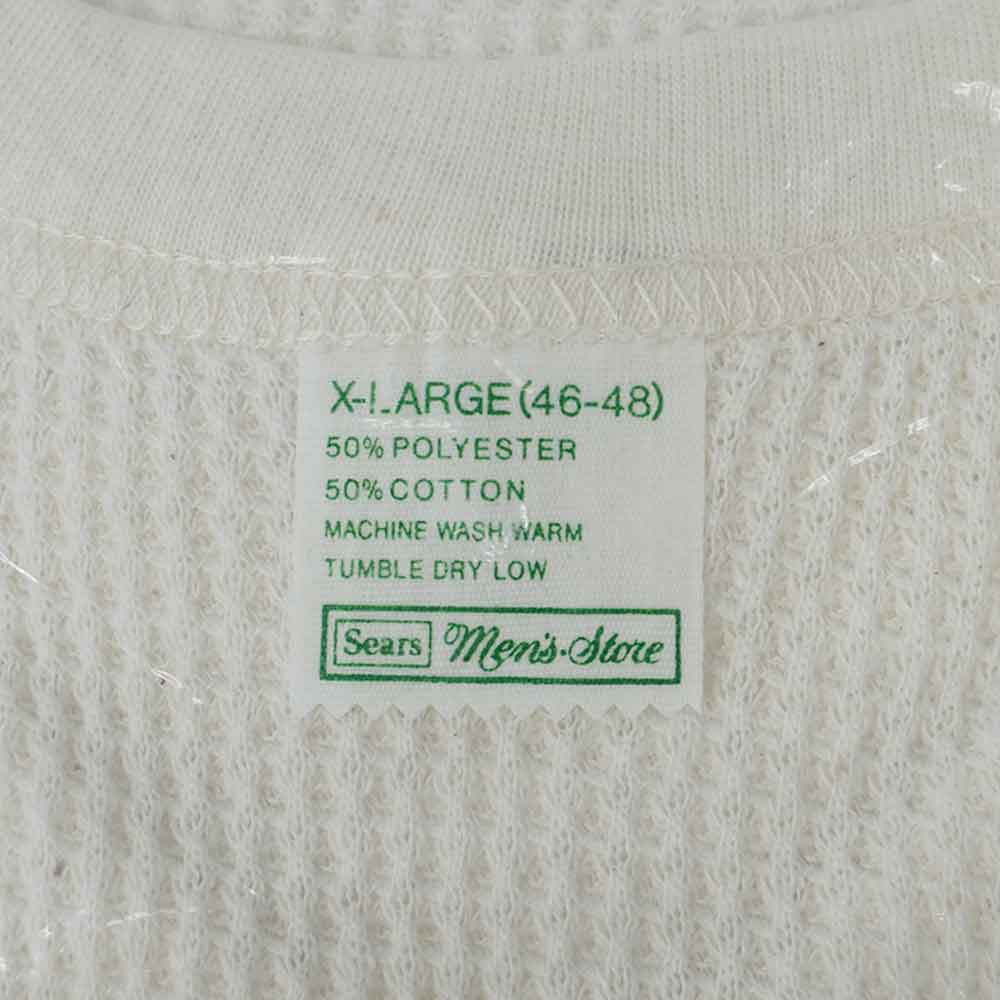 X-LARGE (46-48)
50% POLYESTER
50% COTTON
MACHINE WASH WARM
TUMBLE DRY LOW
Sears Men's·Store